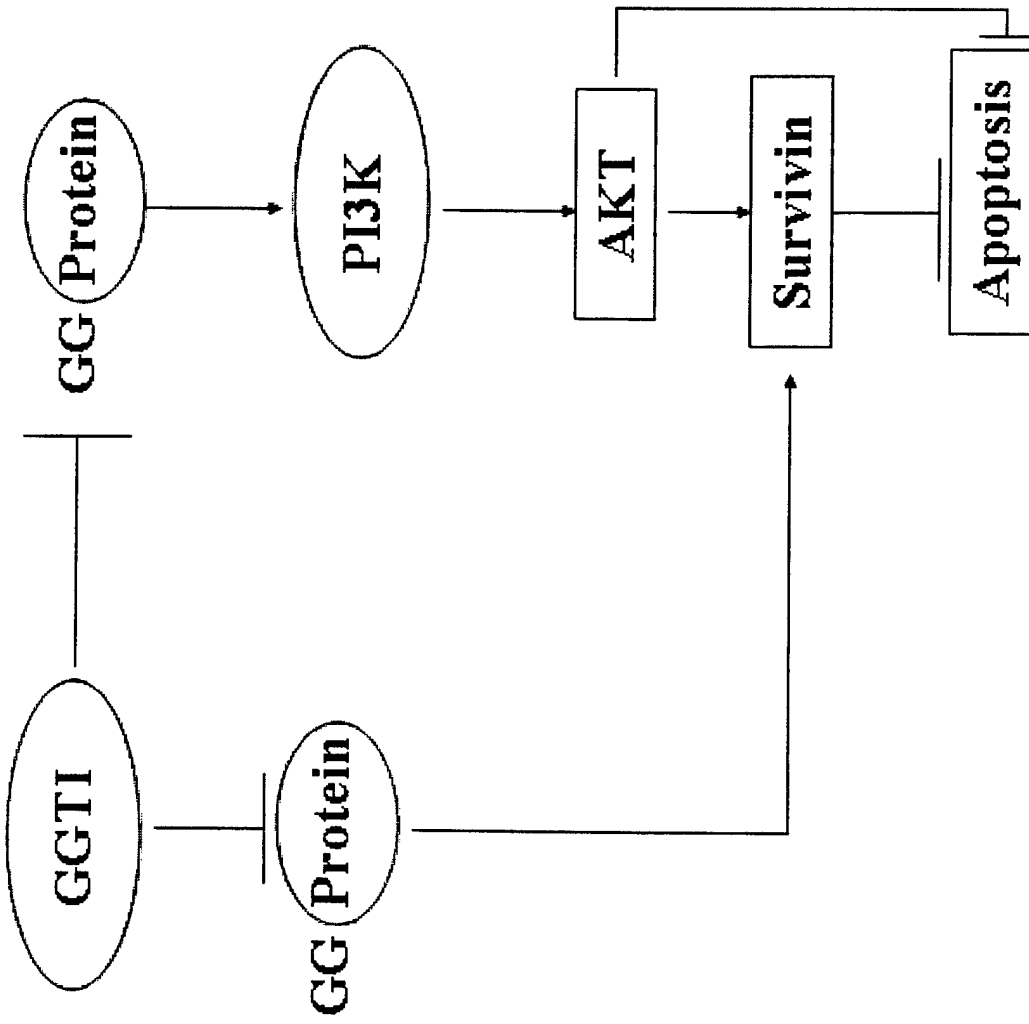 GGTI
GG Protein
GG Protein
PI3K
AKT
Survivin
Apoptosis